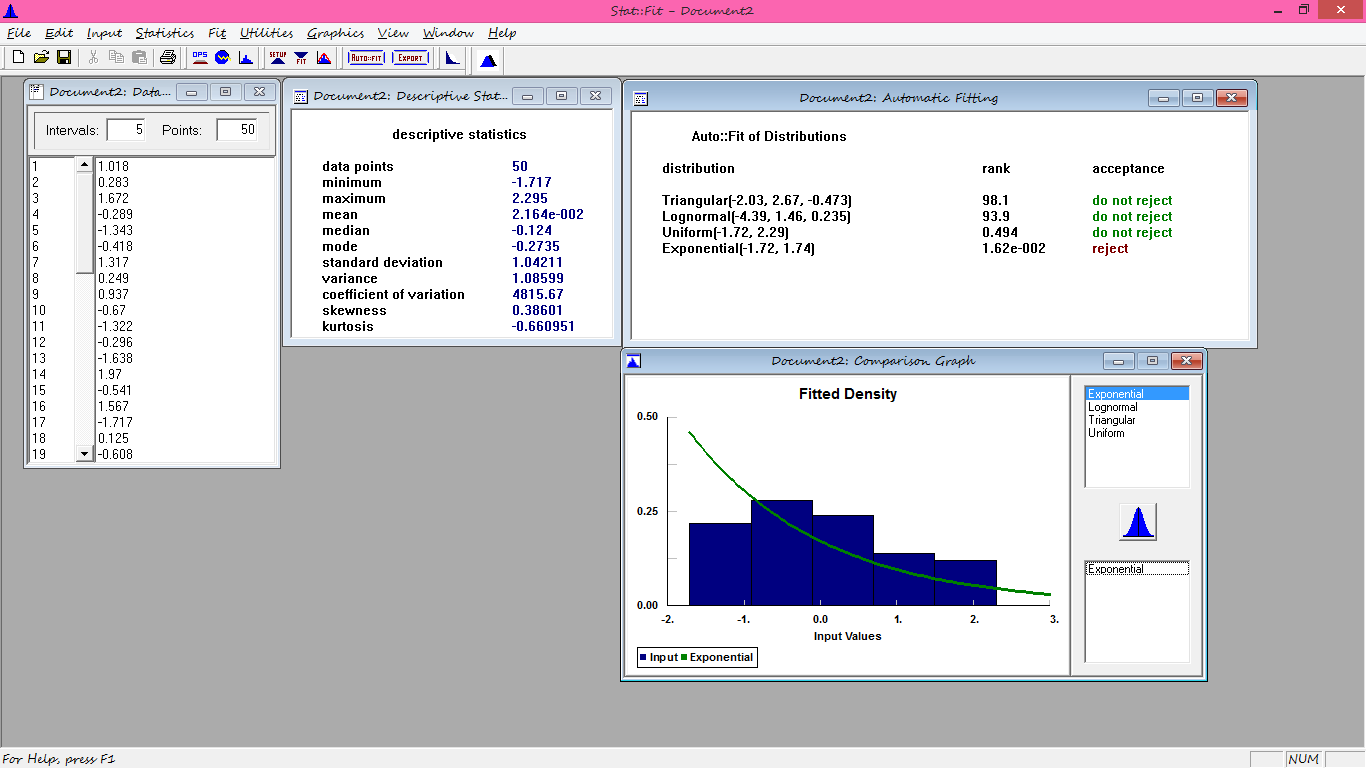 Stat::Fit - Document2
File Edit Input Statistics Fit Utilities Graphics View Window Help
OPS SETUP FIT AUTO::FIT EXPORT
Document2: Data...
Intervals: 5 Points: 50
1 1.018
2 0.283
3 1.672
4 -0.289
5 -1.343
6 -0.418
7 1.317
8 0.249
9 0.937
10 -0.67
11 -1.322
12 -0.296
13 -1.638
14 1.97
15 -0.541
16 1.567
17 -1.717
18 0.125
19 -0.608
Document2: Descriptive Stat...
descriptive statistics
data points 50
minimum -1.717
maximum 2.295
mean 2.164e-002
median -0.124
mode -0.2735
standard deviation 1.04211
variance 1.08599
coefficient of variation 4815.67
skewness 0.38601
kurtosis -0.660951
Document2: Automatic Fitting
Auto::Fit of Distributions
distribution rank acceptance
Triangular(-2.03, 2.67, -0.473) 98.1 do not reject
Lognormal(-4.39, 1.46, 0.235) 93.9 do not reject
Uniform(-1.72, 2.29) 0.494 do not reject
Exponential(-1.72, 1.74) 1.62e-002 reject
Document2: Comparison Graph
Fitted Density
0.50
0.25
0.00
-2. -1. 0.0 1. 2. 3.
Input Values
Input Exponential
Exponential
Lognormal
Triangular
Uniform
Exponential
For Help, press F1
NUM